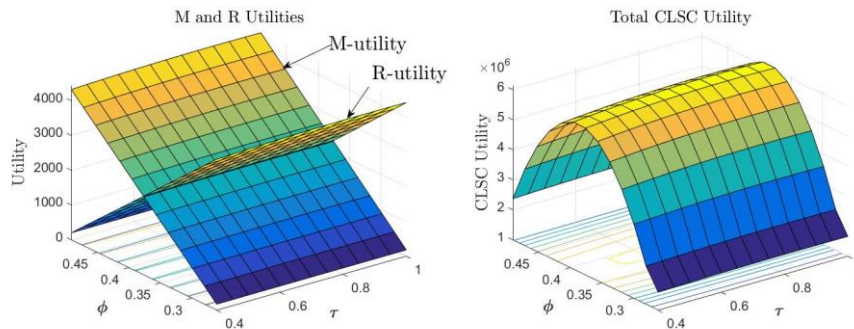 M and R Utilities
M-utility
R-utility
Utility
4000
3000
2000
1000
0
0.45
0.4
0.35
0.3
ϕ
0.4
0.6
0.8
1
τ
Total CLSC Utility
×10⁶
CLSC Utility
6
5
4
3
2
1
0.45
0.4
0.35
0.3
ϕ
0.4
0.6
0.8
τ